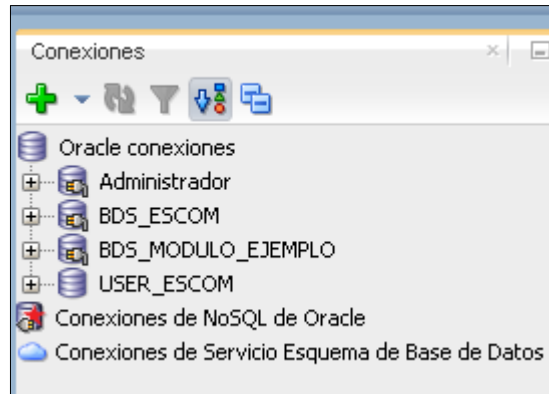 Conexiones
Oracle conexiones
Administrador
BDS_ESCOM
BDS_MODULO_EJEMPLO
USER_ESCOM
Conexiones de NoSQL de Oracle
Conexiones de Servicio Esquema de Base de Datos